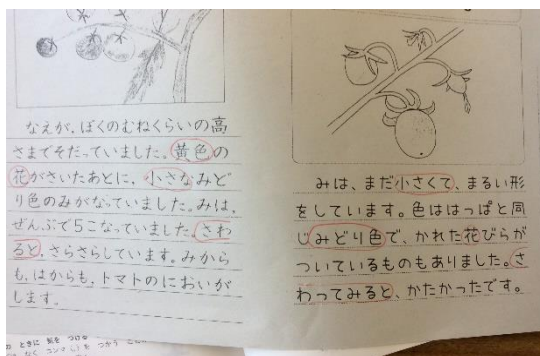 なえが、ぼくのむねくらいの高
さまでそだっていました。黄色の
花がさいたあとに、小さなみど
り色のみがなっていました。みは、
ぜんぶで5こなっていました。さわ
ると、さらさらしています。みから
も、はからも、トマトのにおいが
します。
みは、まだ小さくて、まるい形
をしています。色ははっぱと同
じみどり色で、かれた花びらが
ついているものもありました。さ
わってみると、かたかったです。